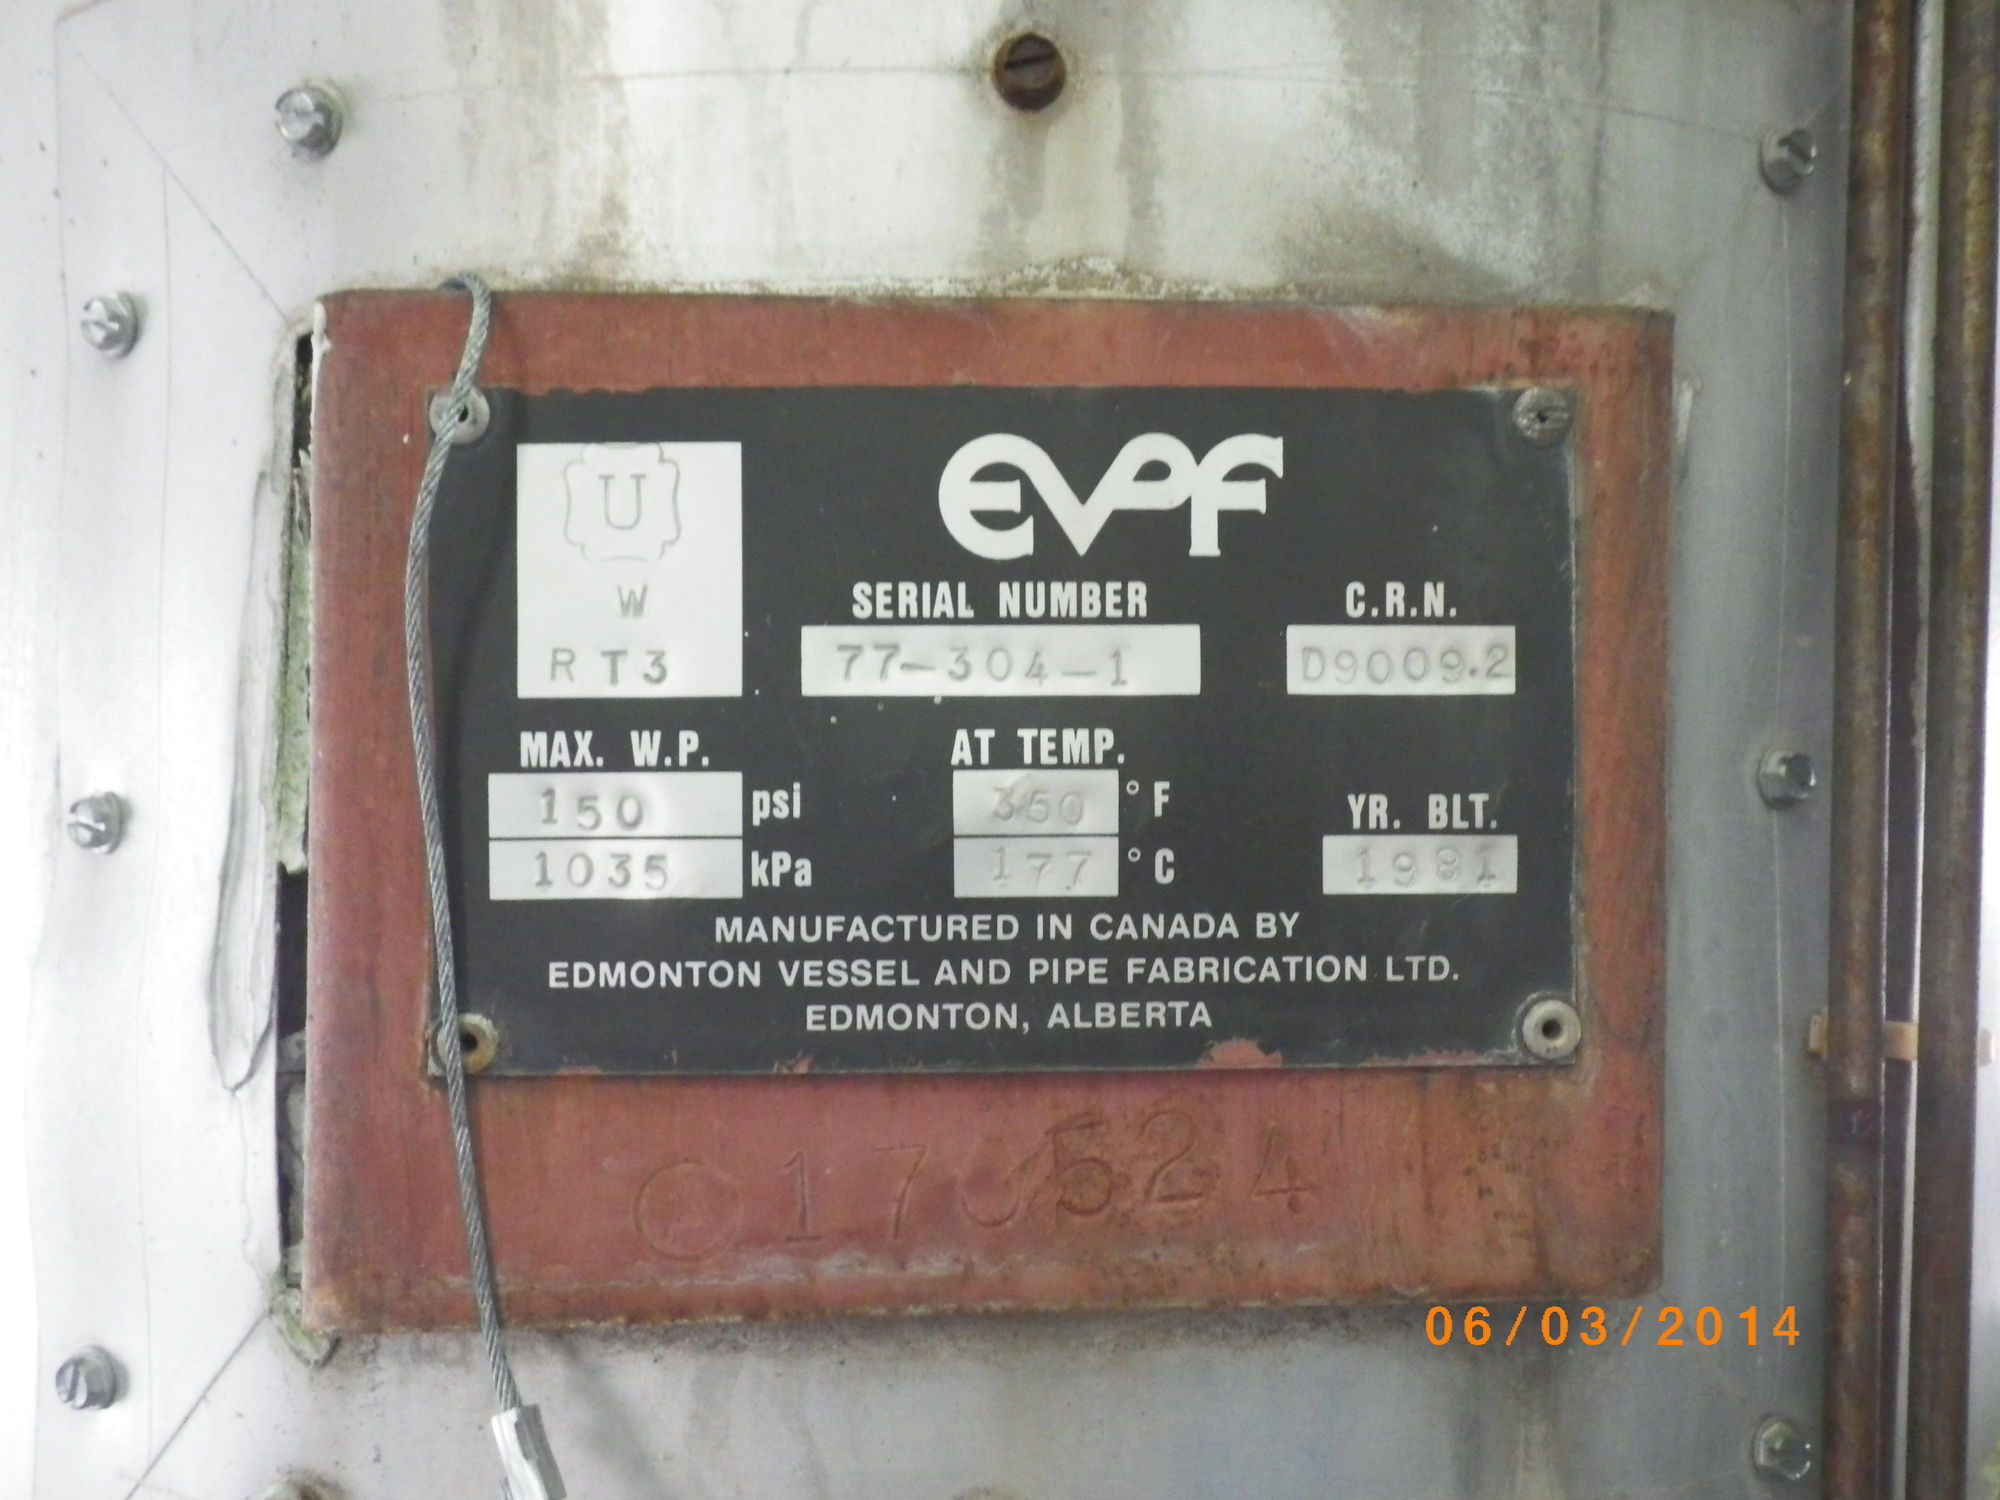 U
W
RT3
EVPF
SERIAL NUMBER
77-304-1
C.R.N.
D9009.2
MAX. W.P.
150 psi
1035 kPa
AT TEMP.
350 °F
177 °C
YR. BLT.
1981
MANUFACTURED IN CANADA BY
EDMONTON VESSEL AND PIPE FABRICATION LTD.
EDMONTON, ALBERTA
06/03/2014